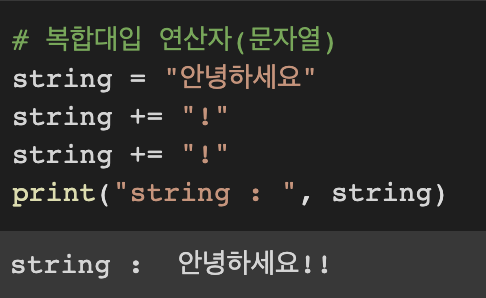 # 복합대입 연산자(문자열)
string = "안녕하세요"
string += "!"
string += "!"
print("string : ", string)
string :  안녕하세요!!